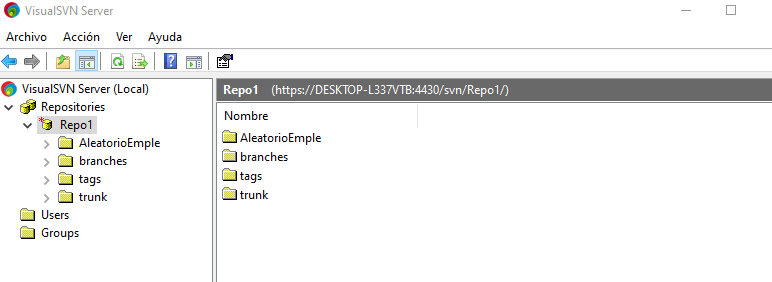 VisualSVN Server
Archivo Acción Ver Ayuda
VisualSVN Server (Local)
Repositories
Repo1
AleatorioEmple
branches
tags
trunk
Users
Groups
Repo1 (https://DESKTOP-L337VTB:4430/svn/Repo1/)
Nombre
AleatorioEmple
branches
tags
trunk